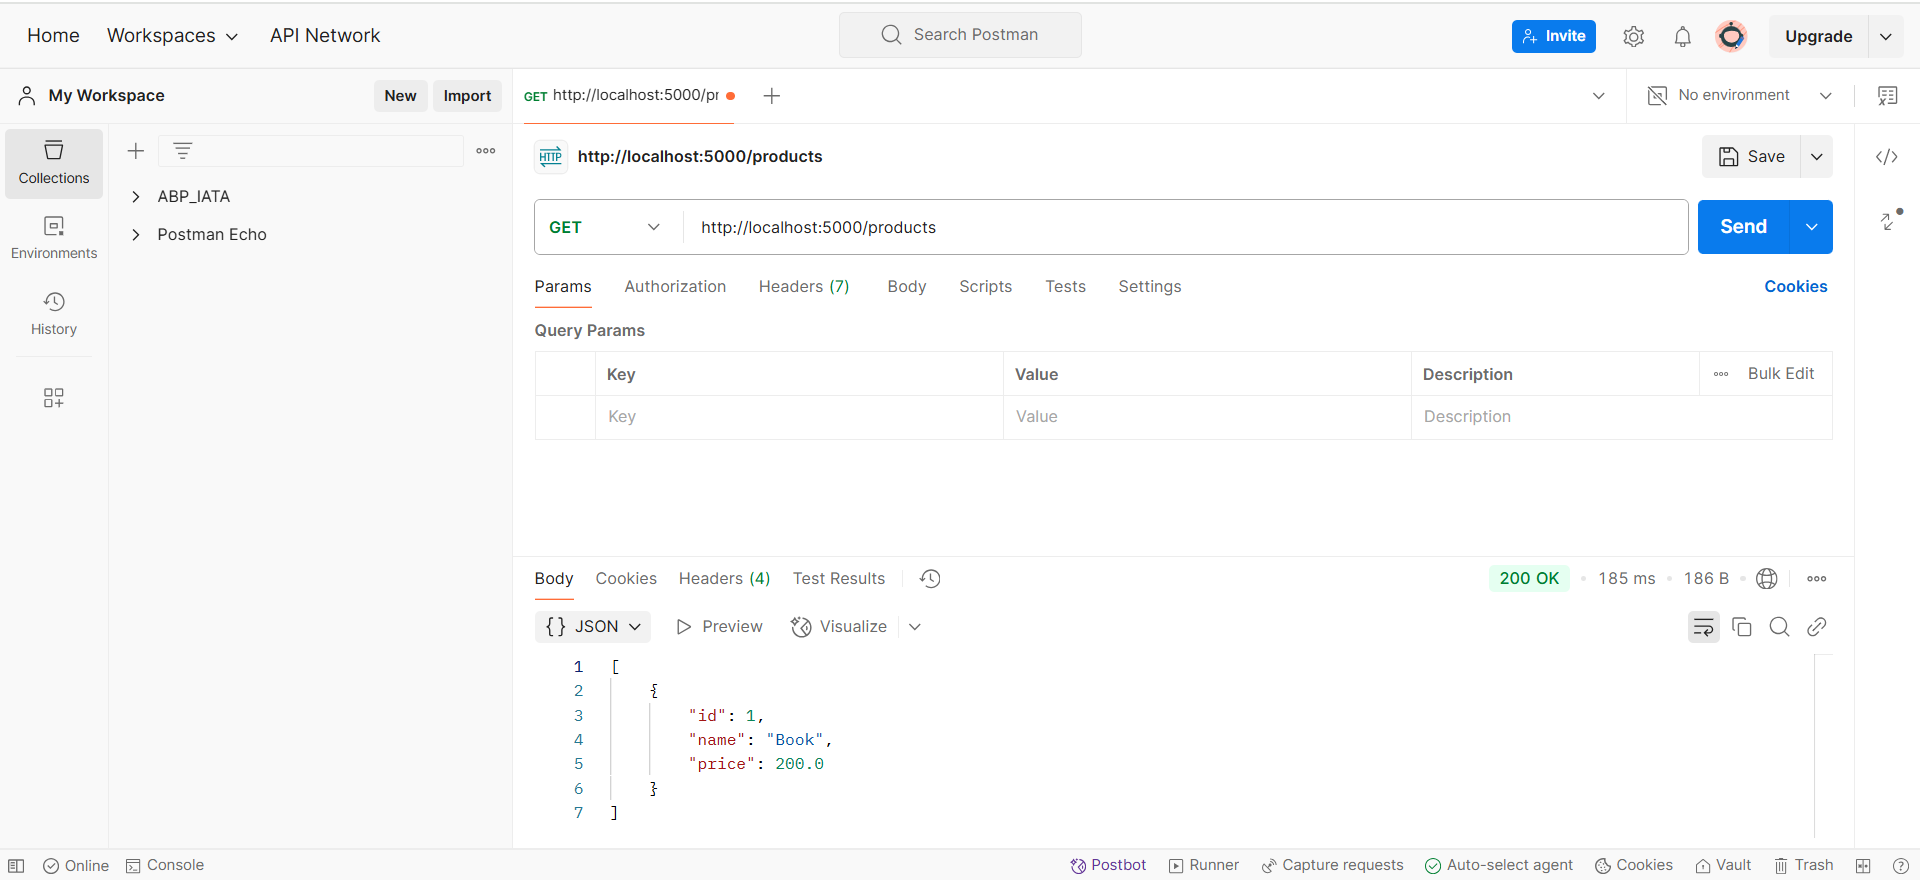 Home Workspaces API Network Search Postman Invite Upgrade
My Workspace New Import GET http://localhost:5000/pr No environment
Collections
Environments
History
ABP_IATA
Postman Echo
HTTP http://localhost:5000/products Save
GET http://localhost:5000/products Send
Params Authorization Headers (7) Body Scripts Tests Settings Cookies
Query Params
Key Value Description Bulk Edit
Key Value Description
Body Cookies Headers (4) Test Results 200 OK 185 ms 186 B
{} JSON Preview Visualize
1 [
2 {
3 "id": 1,
4 "name": "Book",
5 "price": 200.0
6 }
7 ]
Online Console Postbot Runner Capture requests Auto-select agent Cookies Vault Trash